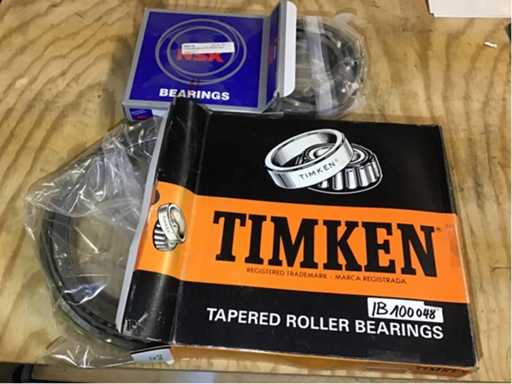 NSK
BEARINGS
TIMKEN®
TIMKEN®
REGISTERED TRADEMARK - MARCA REGISTRADA
IB100048
TAPERED ROLLER BEARINGS